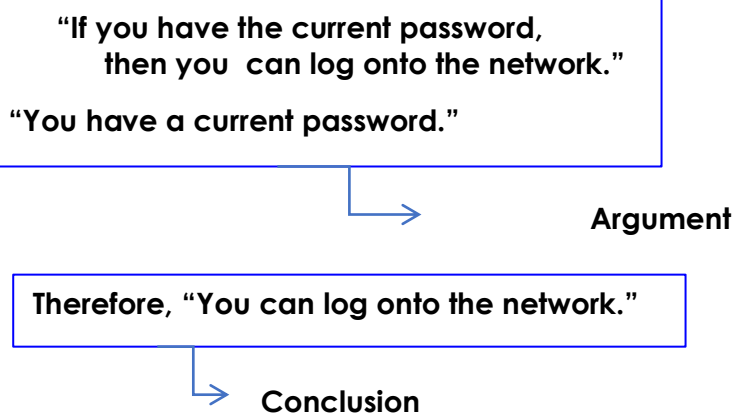 “If you have the current password,
then you can log onto the network.”
“You have a current password.”
Argument
Therefore, “You can log onto the network.”
Conclusion